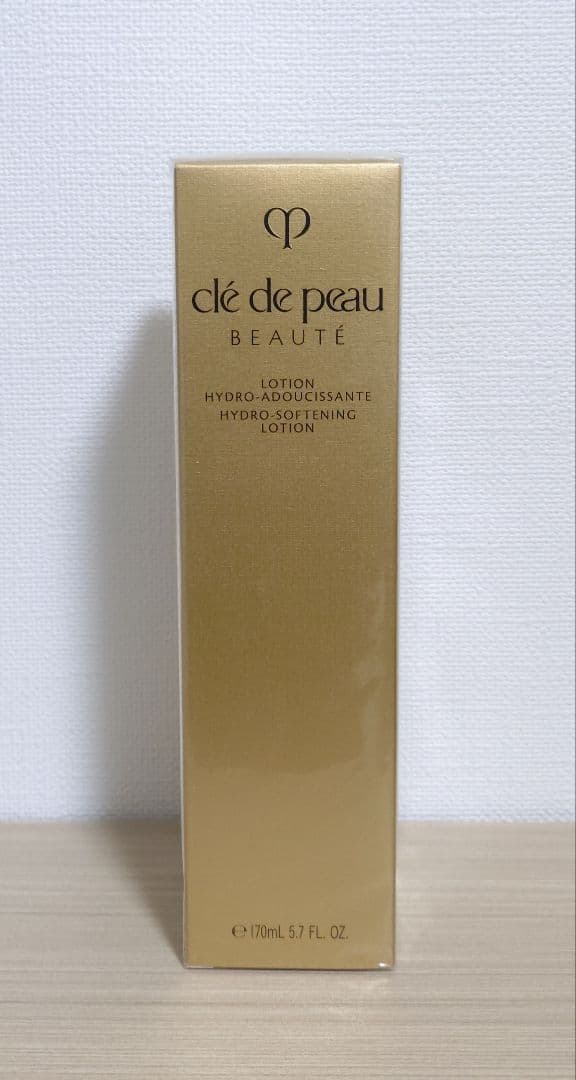 clé de peau
BEAUTÉ
LOTION
HYDRO-ADOUCISSANTE
HYDRO-SOFTENING
LOTION
℮ 170mL 5.7 FL. OZ.